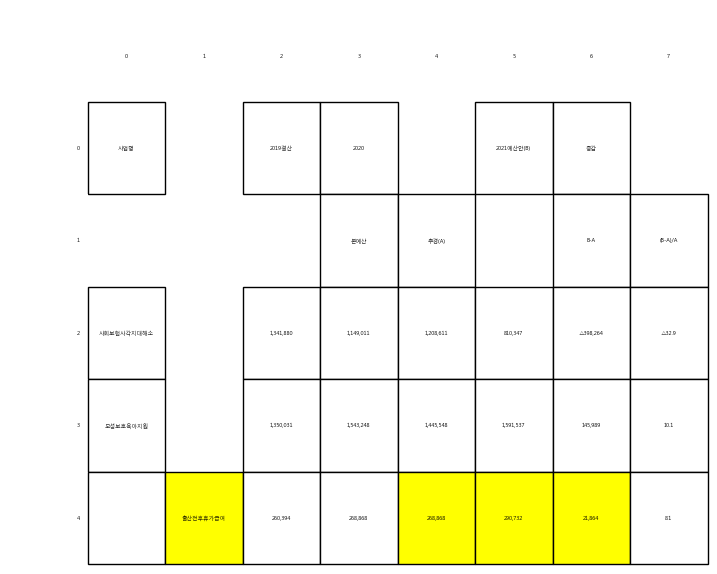 0 1 2 3 4 5 6 7
0 사업명 2019결산 2020 2021예산안(B) 증감
1 본예산 추경(A) B-A (B-A)/A
2 사회보험사각지대해소 1,341,880 1,149,011 1,208,611 810,347 △398,264 △32.9
3 모성보호육아지원 1,350,031 1,543,248 1,445,548 1,591,537 145,989 10.1
4 출산전후휴가급여 260,394 268,868 268,868 290,732 21,864 8.1